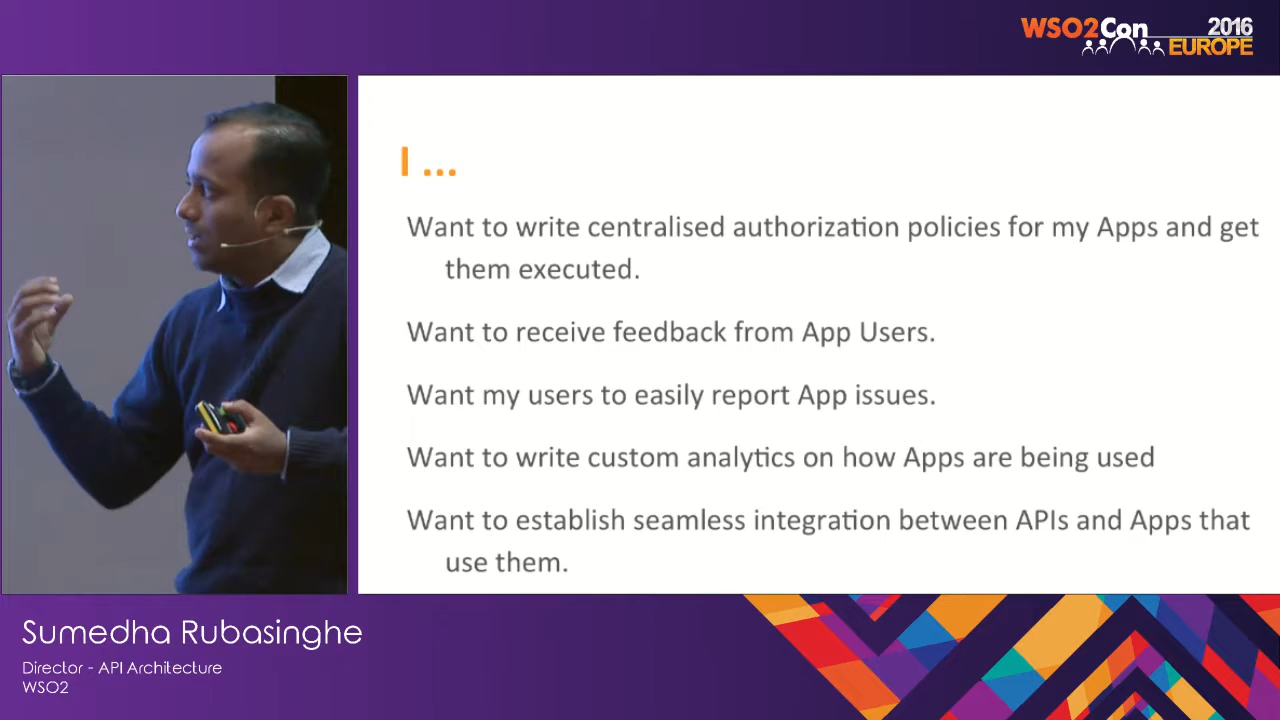 WSO2Con 2016
EUROPE
I ...
Want to write centralised authorization policies for my Apps and get
them executed.
Want to receive feedback from App Users.
Want my users to easily report App issues.
Want to write custom analytics on how Apps are being used
Want to establish seamless integration between APIs and Apps that
use them.
Sumedha Rubasinghe
Director - API Architecture
WSO2